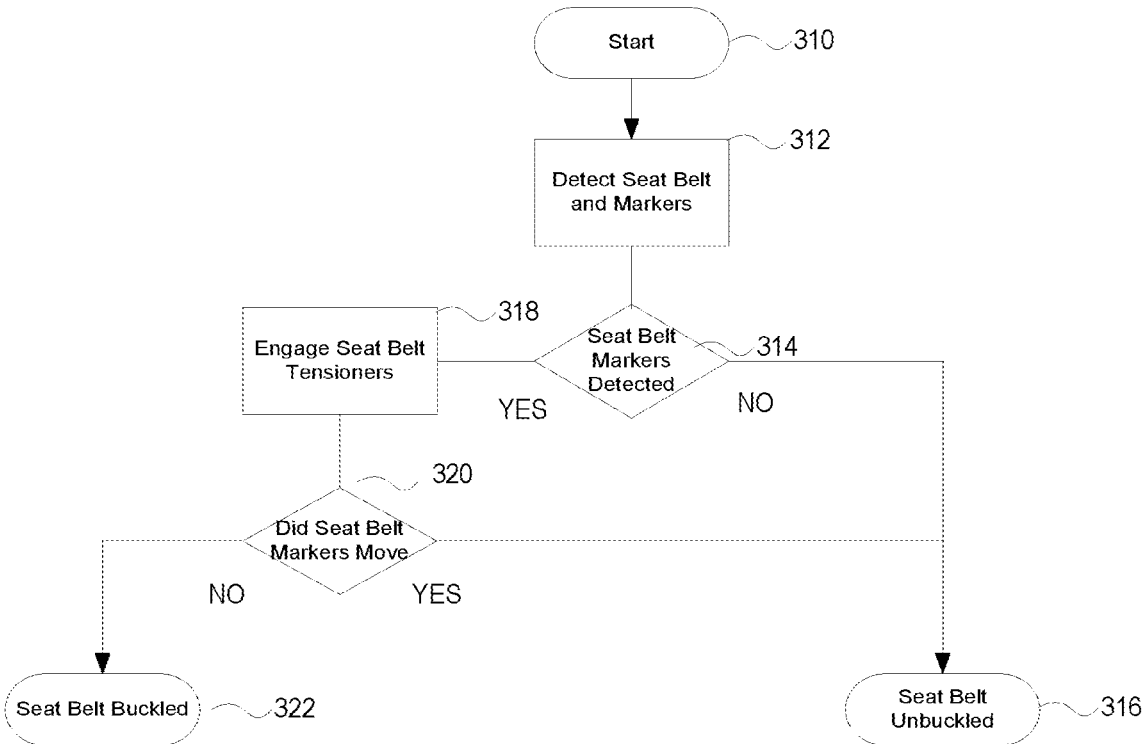 Start
310
312
Detect Seat Belt
and Markers
318
Engage Seat Belt
Tensioners
Seat Belt
Markers
Detected
314
YES
NO
320
Did Seat Belt
Markers Move
NO
YES
Seat Belt Buckled
322
Seat Belt
Unbuckled
316